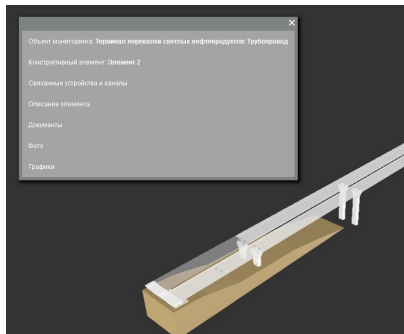 Объект мониторинга: Терминал перевалки светлых нефтепродуктов: Трубопровод
Конструктивный элемент: Элемент 2
Связанные устройства и каналы
Описание элемента
Документы
Фото
Графики